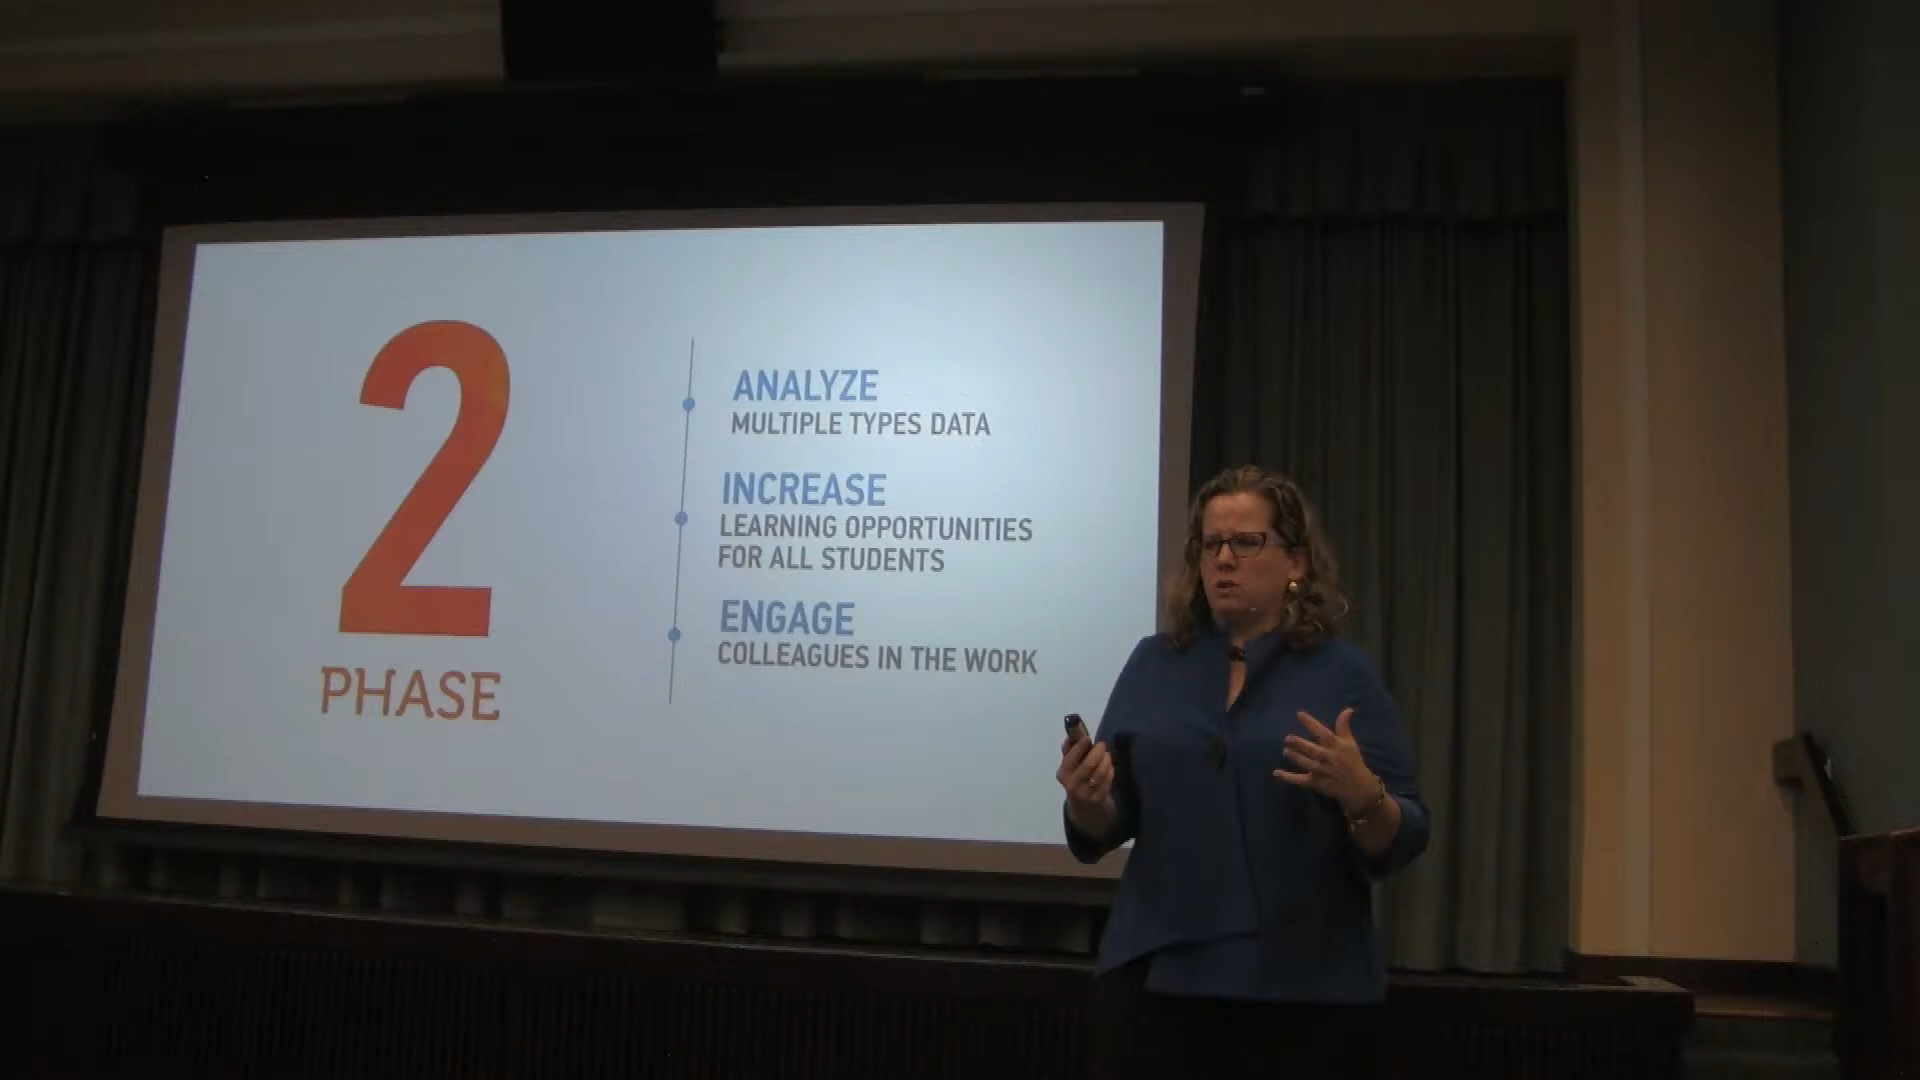 2
PHASE
ANALYZE
MULTIPLE TYPES DATA
INCREASE
LEARNING OPPORTUNITIES
FOR ALL STUDENTS
ENGAGE
COLLEAGUES IN THE WORK